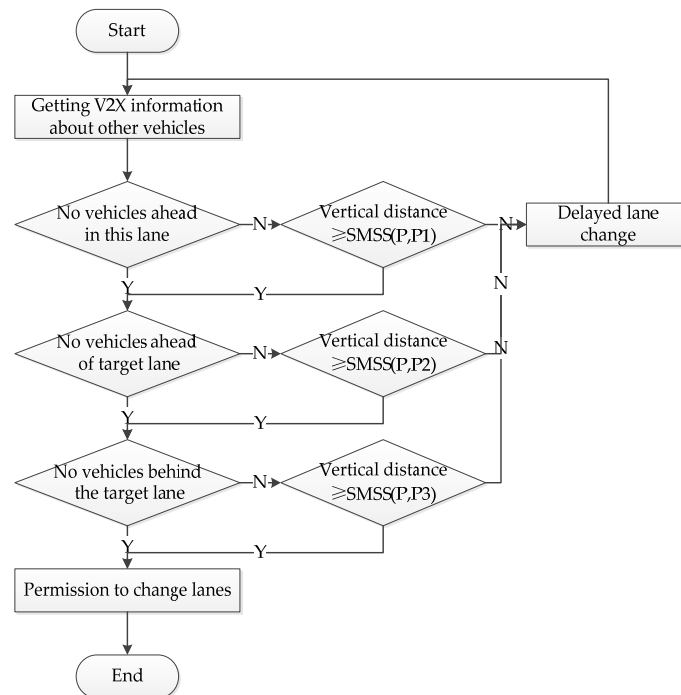 Start
Getting V2X information
about other vehicles
No vehicles ahead
in this lane
N
Vertical distance
≥SMSS(P,P1)
N
Delayed lane
change
Y
Y
N
No vehicles ahead
of target lane
N
Vertical distance
≥SMSS(P,P2)
N
Y
Y
No vehicles behind
the target lane
N
Vertical distance
≥SMSS(P,P3)
Y
Y
Permission to change lanes
End